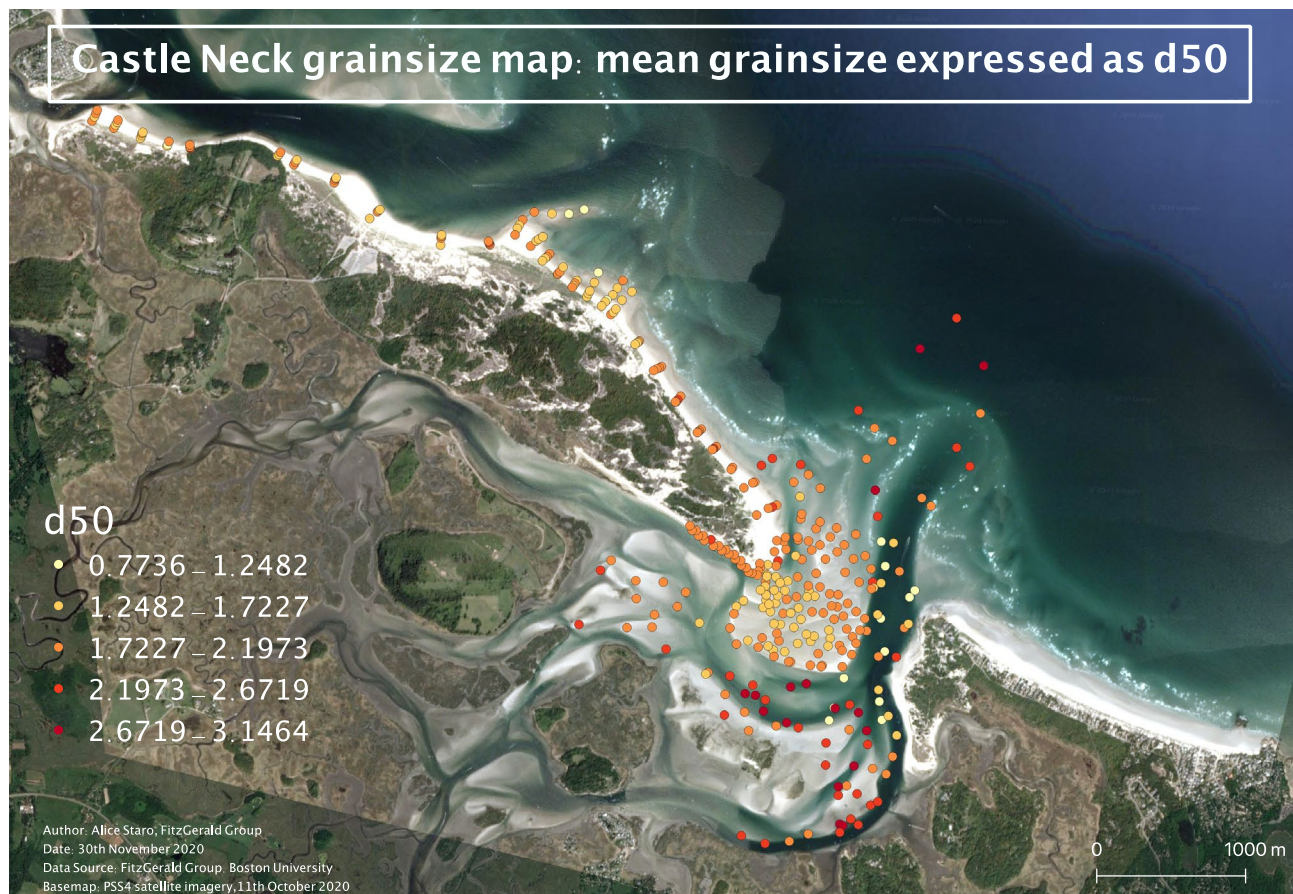 Castle Neck grainsize map: mean grainsize expressed as d50
d50
0.7736 – 1.2482
1.2482 – 1.7227
1.7227 – 2.1973
2.1973 – 2.6719
2.6719 – 3.1464
Author: Alice Staro, FitzGerald Group
Date: 30th November 2020
Data Source: FitzGerald Group, Boston University
Basemap: PSS4 satellite imagery,11th October 2020
0 1000 m